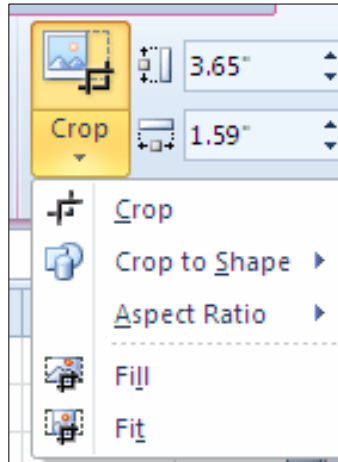 3.65"
Crop
1.59"
Crop
Crop to Shape
Aspect Ratio
Fill
Fit